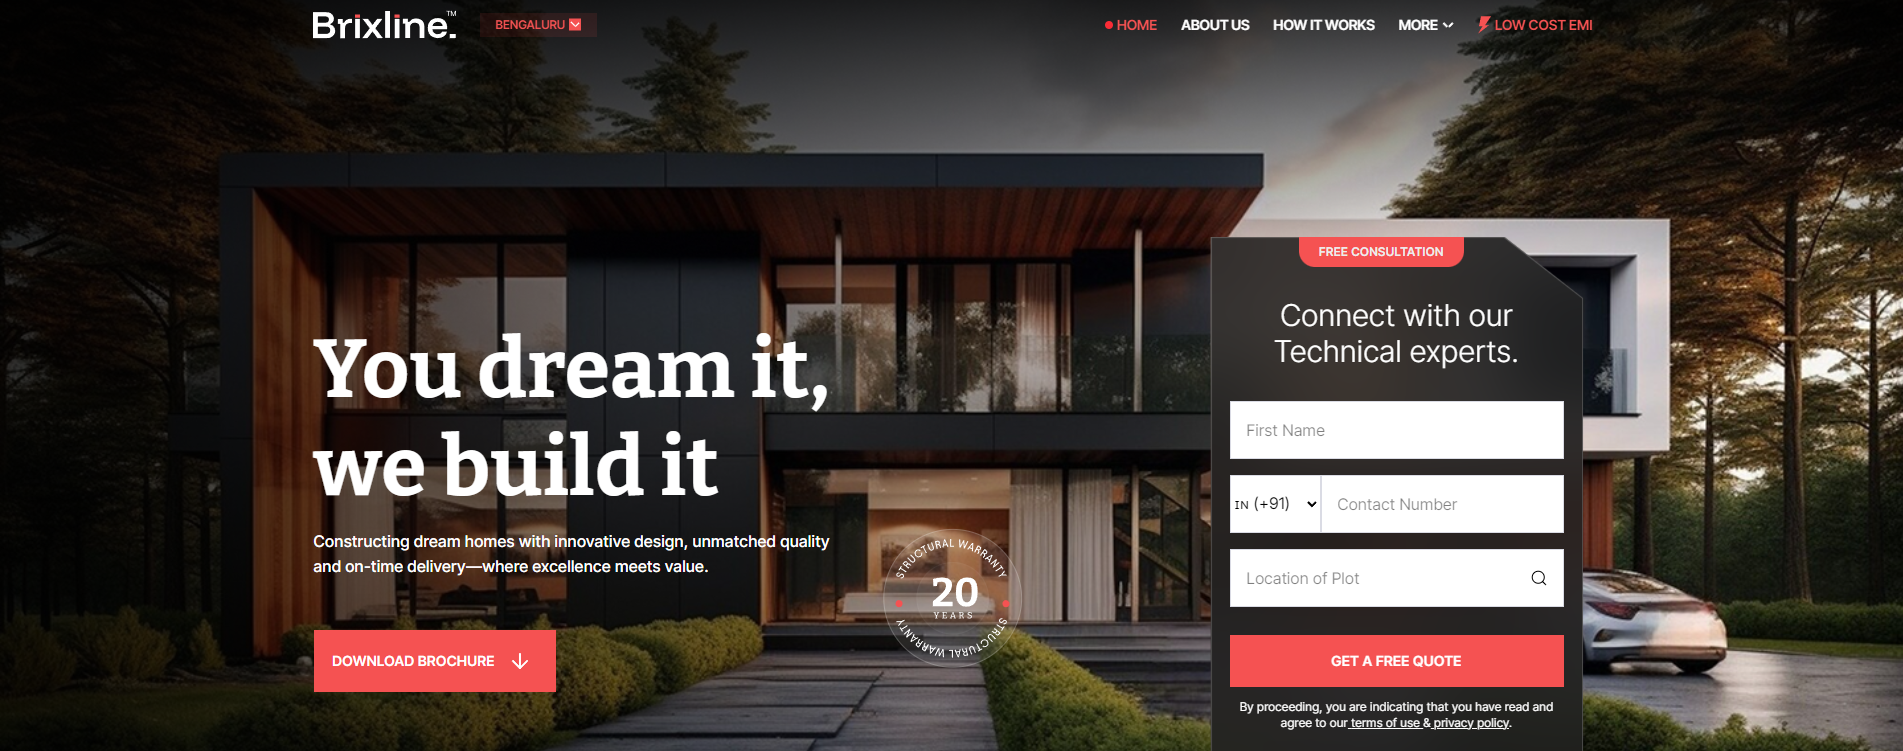 Brixline.™
BENGALURU
HOME
ABOUT US
HOW IT WORKS
MORE
LOW COST EMI
You dream it,
we build it
Constructing dream homes with innovative design, unmatched quality
and on-time delivery—where excellence meets value.
DOWNLOAD BROCHURE
STRUCTURAL WARRANTY
20
YEARS
STRUCTURAL WARRANTY
FREE CONSULTATION
Connect with our
Technical experts.
First Name
IN (+91)
Contact Number
Location of Plot
GET A FREE QUOTE
By proceeding, you are indicating that you have read and
agree to our terms of use & privacy policy.